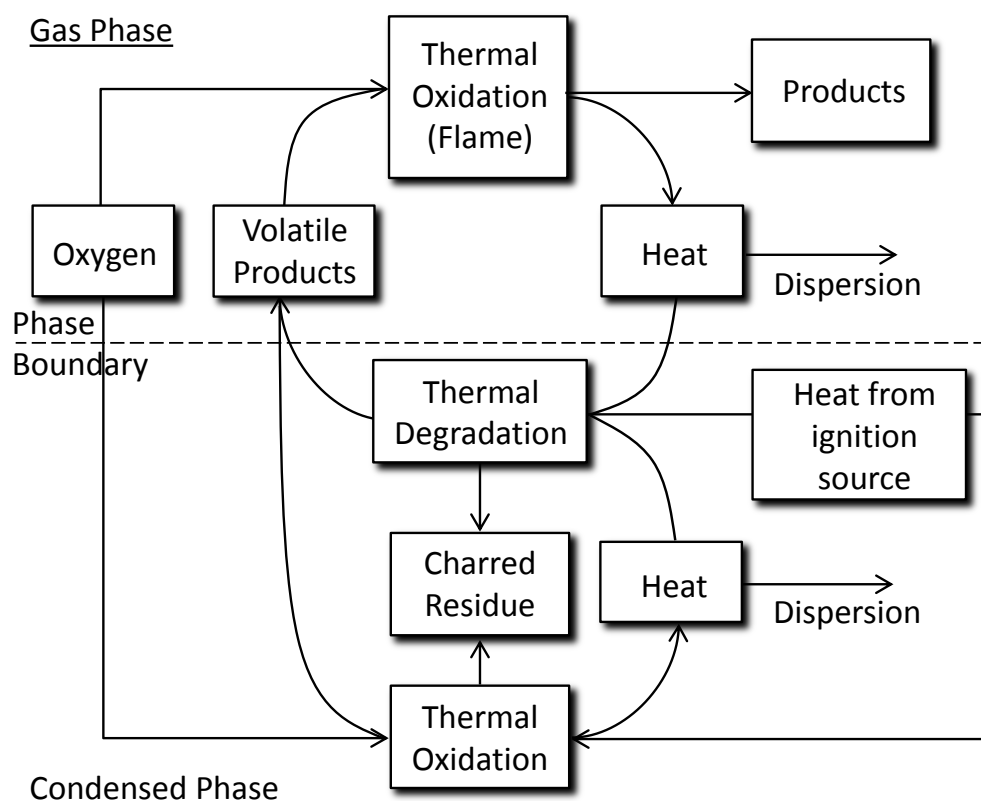 Gas Phase
Thermal
Oxidation
(Flame)
Products
Oxygen
Volatile
Products
Heat
Dispersion
Phase
Boundary
Thermal
Degradation
Heat from
ignition
source
Charred
Residue
Heat
Dispersion
Thermal
Oxidation
Condensed Phase